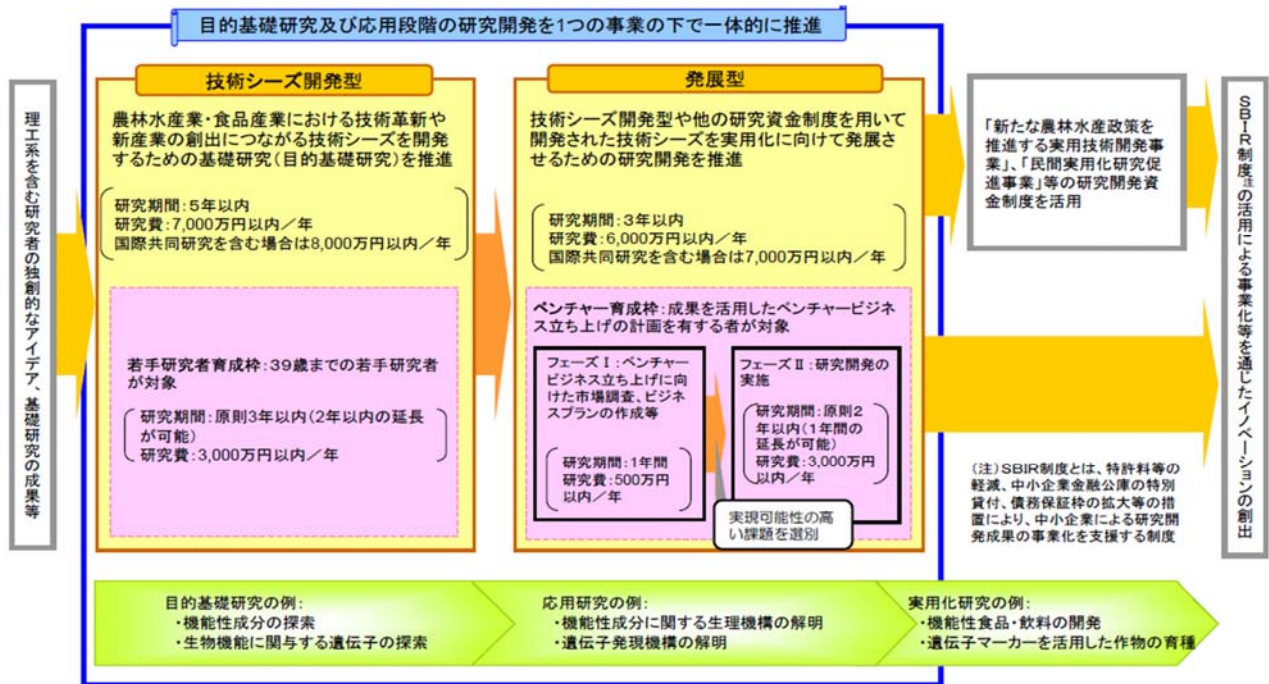 目的基礎研究及び応用段階の研究開発を1つの事業の下で一体的に推進
理工系を含む研究者の独創的なアイデア、基礎研究の成果等
技術シーズ開発型
農林水産業・食品産業における技術革新や
新産業の創出につながる技術シーズを開発
するための基礎研究(目的基礎研究)を推進
研究期間:5年以内
研究費:7,000万円以内/年
国際共同研究を含む場合は8,000万円以内/年
若手研究者育成枠:39歳までの若手研究者
が対象
研究期間:原則3年以内(2年以内の延長
が可能)
研究費:3,000万円以内/年
発展型
技術シーズ開発型や他の研究資金制度を用いて
開発された技術シーズを実用化に向けて発展さ
せるための研究開発を推進
研究期間:3年以内
研究費:6,000万円以内/年
国際共同研究を含む場合は7,000万円以内/年
ベンチャー育成枠:成果を活用したベンチャービジネ
ス立ち上げの計画を有する者が対象
フェーズⅠ:ベンチャー
ビジネス立ち上げに向
けた市場調査、ビジネ
スプランの作成等
研究期間:1年間
研究費:500万円
以内/年
フェーズⅡ:研究開発の
実施
研究期間:原則2
年以内(1年間の
延長が可能)
研究費:3,000万
円以内/年
実現可能性の高
い課題を選別
「新たな農林水産政策を
推進する実用技術開発事
業」、「民間実用化研究促
進事業」等の研究開発資
金制度を活用
(注)SBIR制度とは、特許料等の
軽減、中小企業金融公庫の特別
貸付、債務保証枠の拡大等の措
置により、中小企業による研究開
発成果の事業化を支援する制度
SBIR制度注の活用による事業化等を通じたイノベーションの創出
目的基礎研究の例:
・機能性成分の探索
・生物機能に関与する遺伝子の探索
応用研究の例:
・機能性成分に関する生理機構の解明
・遺伝子発現機構の解明
実用化研究の例:
・機能性食品・飲料の開発
・遺伝子マーカーを活用した作物の育種